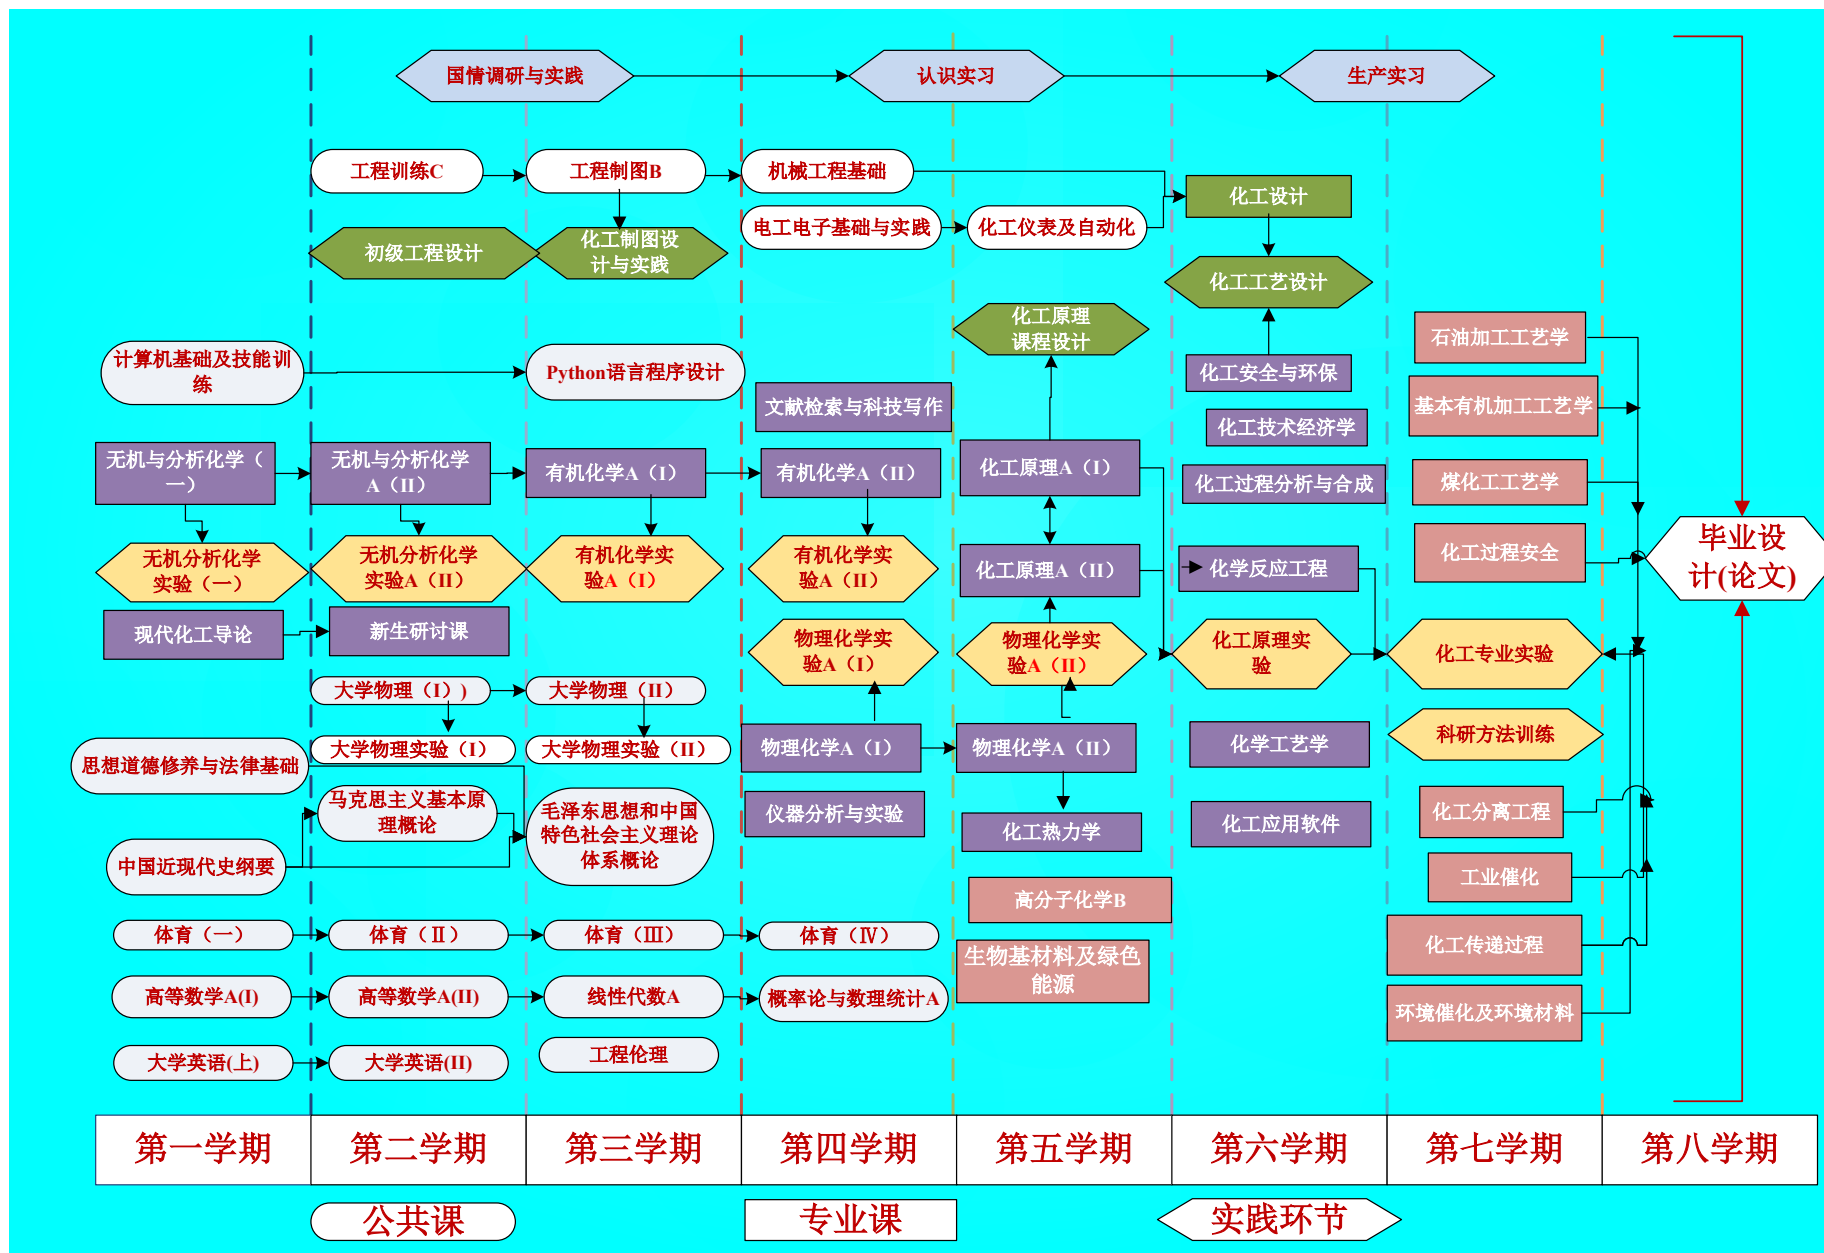 国情调研与实践
认识实习
生产实习
工程训练C
工程制图B
机械工程基础
化工设计
电工电子基础与实践
化工仪表及自动化
初级工程设计
化工制图设
计与实践
化工工艺设计
化工原理
课程设计
石油加工工艺学
计算机基础及技能训
练
Python语言程序设计
化工安全与环保
文献检索与科技写作
基本有机加工工艺学
化工技术经济学
无机与分析化学（
一）
无机与分析化学
A（II）
有机化学A（I）
有机化学A（II）
化工原理A（I）
化工过程分析与合成
煤化工工艺学
毕业设
计(论文)
无机分析化学
实验（一）
无机分析化学
实验A（II）
有机化学实
验A（I）
有机化学实
验A（II）
化工原理A（II）
化学反应工程
化工过程安全
现代化工导论
新生研讨课
物理化学实
验A（I）
物理化学实
验A（II）
化工原理实
验
化工专业实验
大学物理（I）)
大学物理（II）
大学物理实验（I）
大学物理实验（II）
物理化学A（I）
物理化学A（II）
化学工艺学
科研方法训练
思想道德修养与法律基础
马克思主义基本原
理概论
毛泽东思想和中国
特色社会主义理论
体系概论
仪器分析与实验
化工热力学
化工应用软件
化工分离工程
中国近现代史纲要
高分子化学B
工业催化
体育（一）
体育（Ⅱ）
体育（Ⅲ）
体育（Ⅳ）
生物基材料及绿色
能源
化工传递过程
高等数学A(I)
高等数学A(II)
线性代数A
概率论与数理统计A
环境催化及环境材料
大学英语(上)
大学英语(II)
工程伦理
第一学期
第二学期
第三学期
第四学期
第五学期
第六学期
第七学期
第八学期
公共课
专业课
实践环节